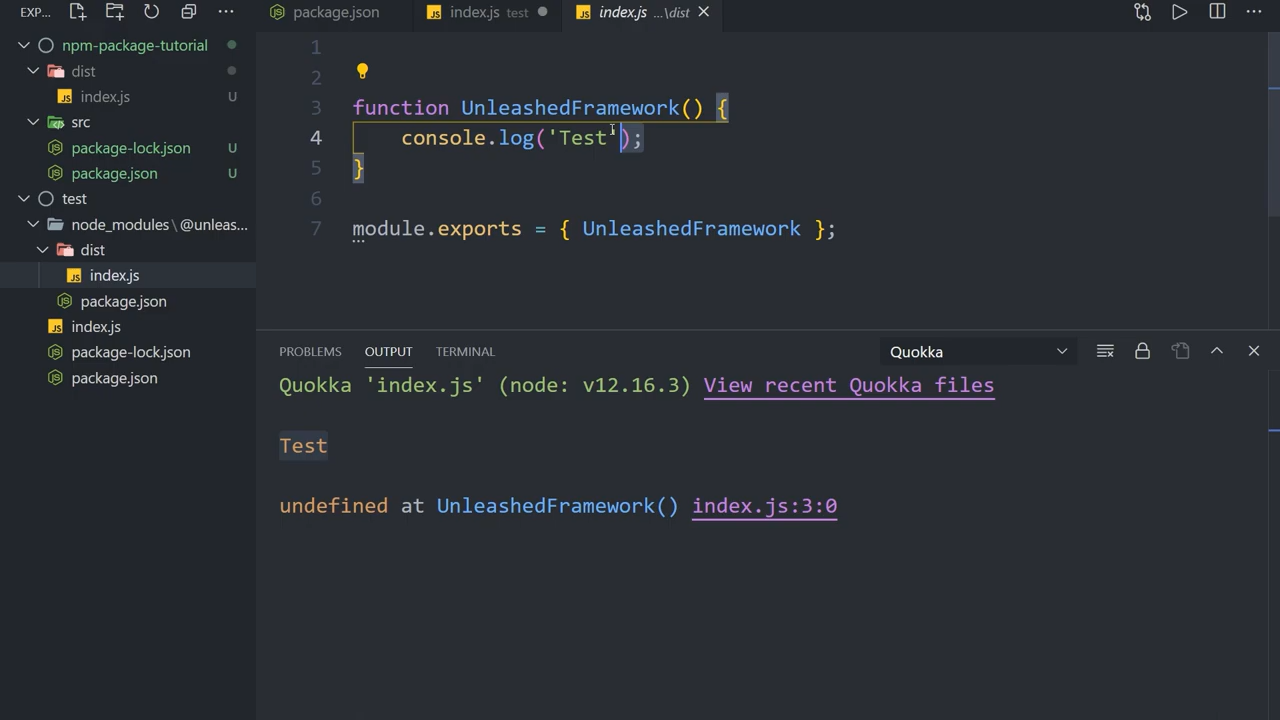 EXP...
npm-package-tutorial
dist
index.js U
src
package-lock.json U
package.json U
test
node_modules\@unleas...
dist
index.js
package.json
index.js
package-lock.json
package.json
package.json
index.js test
index.js ...\dist
1
2
3 function UnleashedFramework() {
4 console.log('Test');
5 }
6
7 module.exports = { UnleashedFramework };
PROBLEMS OUTPUT TERMINAL
Quokka
Quokka 'index.js' (node: v12.16.3) View recent Quokka files
Test
undefined at UnleashedFramework() index.js:3:0